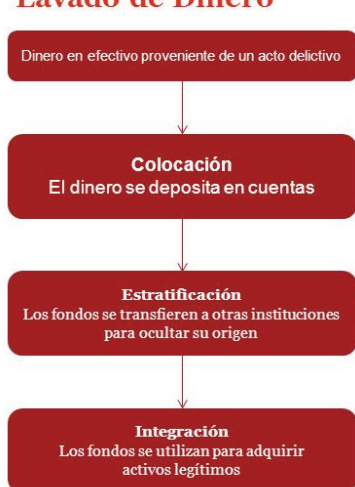 Lavado de Dinero
Dinero en efectivo proveniente de un acto delictivo
Colocación
El dinero se deposita en cuentas
Estratificación
Los fondos se transfieren a otras instituciones
para ocultar su origen
Integración
Los fondos se utilizan para adquirir
activos legítimos